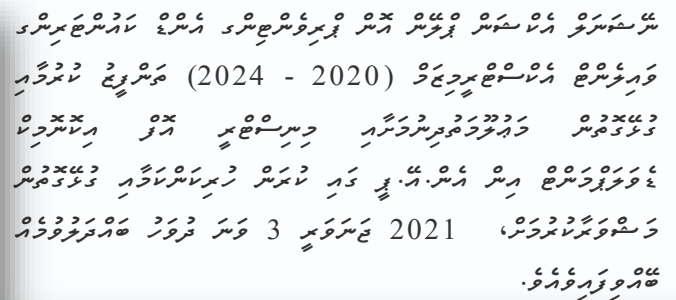 ނޭޝަނަލް އެކްޝަން ޕްލޭން އޮން ޕްރިވެންޓިންގ އެންޑް ކައުންޓަރިންގ
ވައިލެންޓް އެކްސްޓްރީމިޒަމް (2020 - 2024) ތަންފީޒު ކުރުމާއި
ގުޅޭގޮތުން މަޢުލޫމަތުދިނުމަށާއި މިނިސްޓްރީ އޮފް އިކޮނޮމިކް
ޑެވަލަޕްމަންޓް އިން އެން.އޭ.ޕީ ގައި ކުރަން ހުރިކަންކަމާއި ގުޅޭގޮތުން
މަޝްވަރާކުރުމަށް، 2021 ޖަނަވަރީ 3 ވަނަ ދުވަހު ބައްދަލުވުމެއް
ބޭއްވިފައިވެއެވެ.